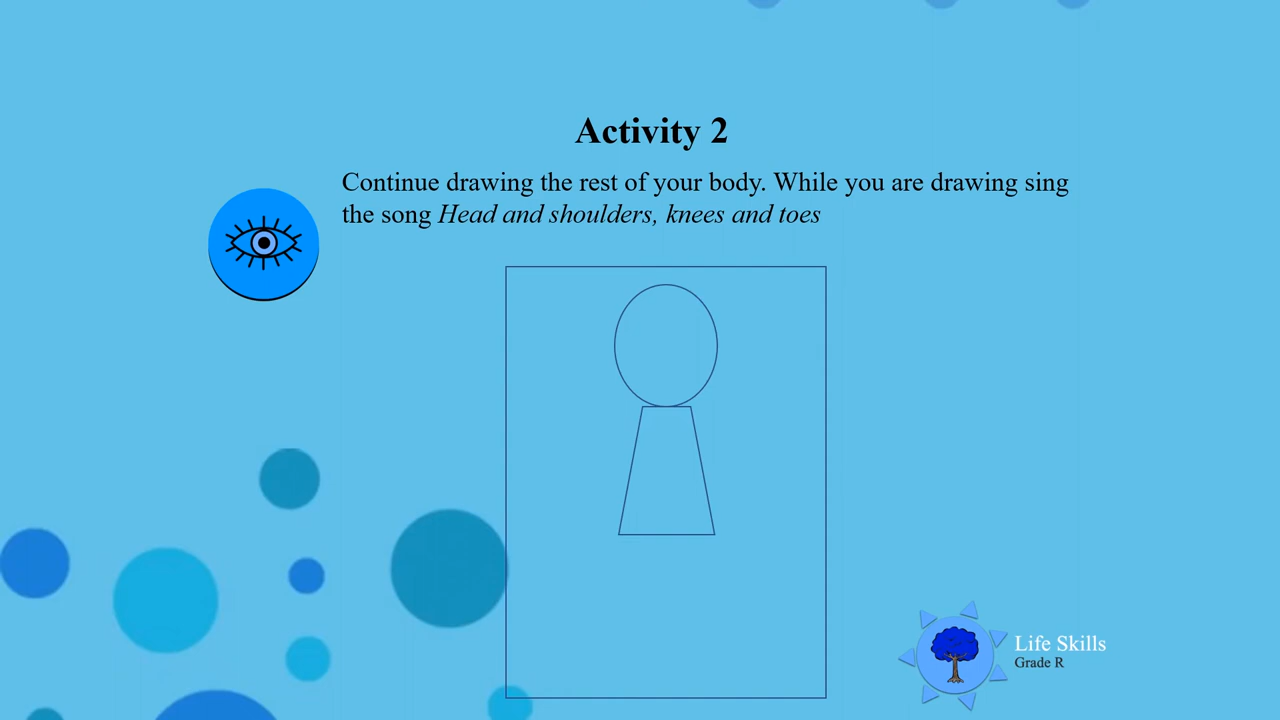 Activity 2
Continue drawing the rest of your body. While you are drawing sing
the song Head and shoulders, knees and toes
Life Skills
Grade R